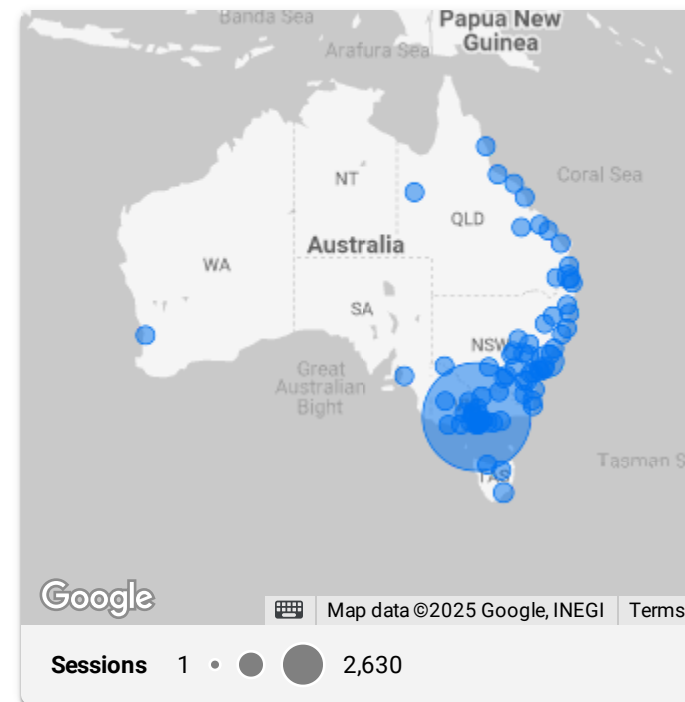 Banda Sea
Papua New
Guinea
Arafura Sea
Coral Sea
NT
QLD
Australia
WA
SA
NSW
Great
Australian
Bight
Tasman S
TAS
Google
Map data ©2025 Google, INEGI
Terms
Sessions 1 2,630